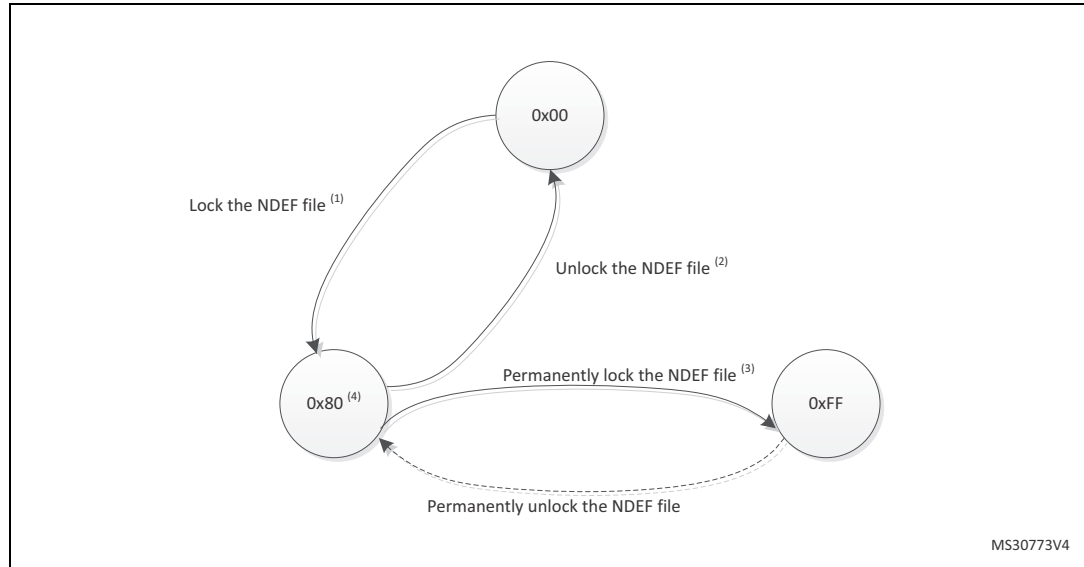 0x00
Lock the NDEF file (1)
Unlock the NDEF file (2)
Permanently lock the NDEF file (3)
0x80 (4)
0xFF
Permanently unlock the NDEF file
MS30773V4